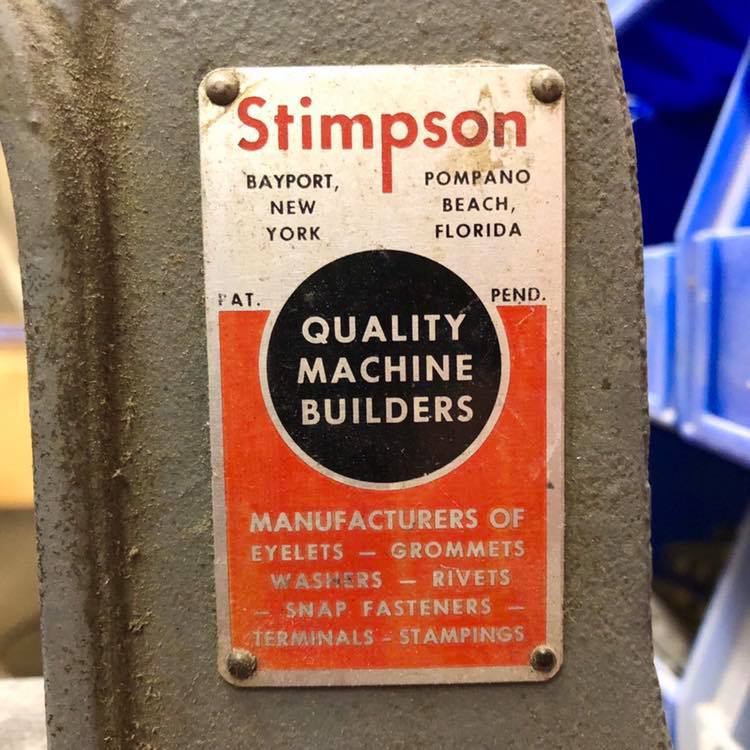 Stimpson
BAYPORT,
NEW
YORK
POMPANO
BEACH,
FLORIDA
PAT. PEND.
QUALITY
MACHINE
BUILDERS
MANUFACTURERS OF
EYELETS – GROMMETS
WASHERS – RIVETS
– SNAP FASTENERS –
TERMINALS - STAMPINGS